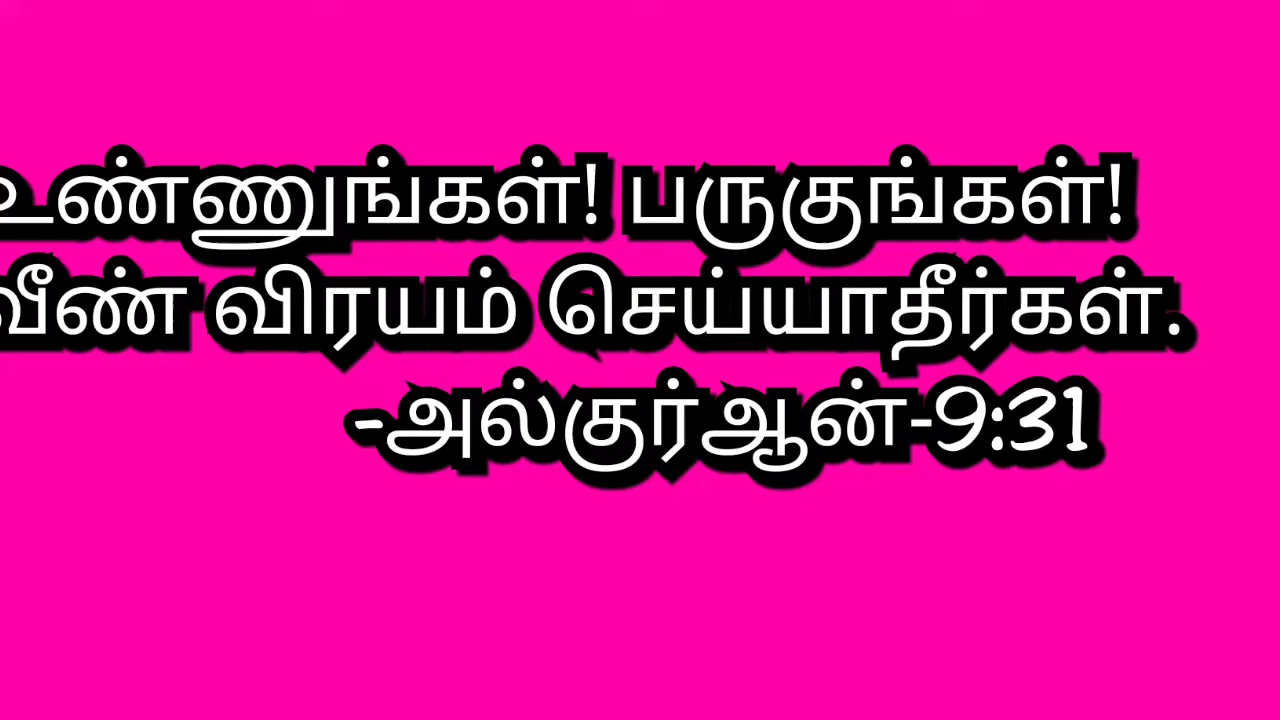 உண்ணுங்கள்! பருகுங்கள்!
வீண் விரயம் செய்யாதீர்கள்.
-அல்குர்ஆன்-9:31